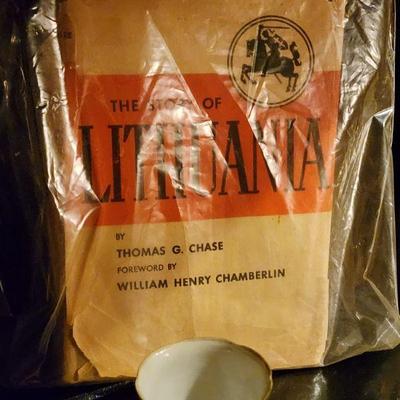 THE STORY OF
LITHUANIA
BY
THOMAS G. CHASE
FOREWORD BY
WILLIAM HENRY CHAMBERLIN